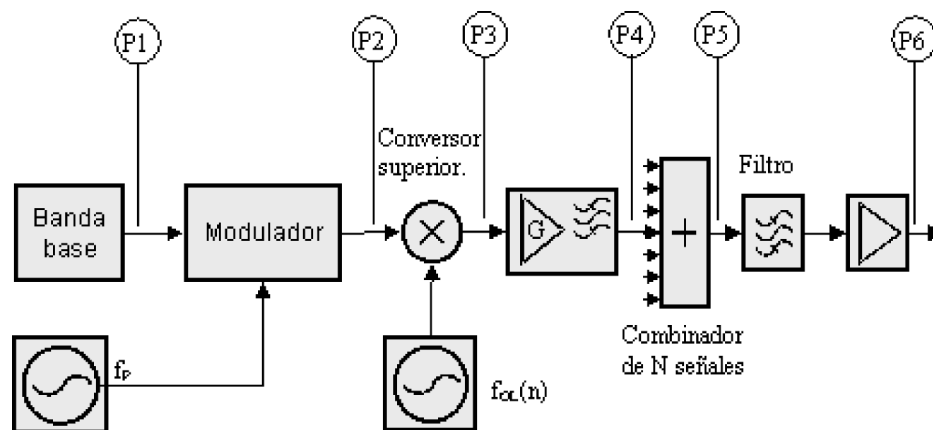 P1
P2
P3
P4
P5
P6
Conversor
superior.
Filtro
Banda
base
Modulador
G
+
Combinador
de N señales
fP
fOL(n)